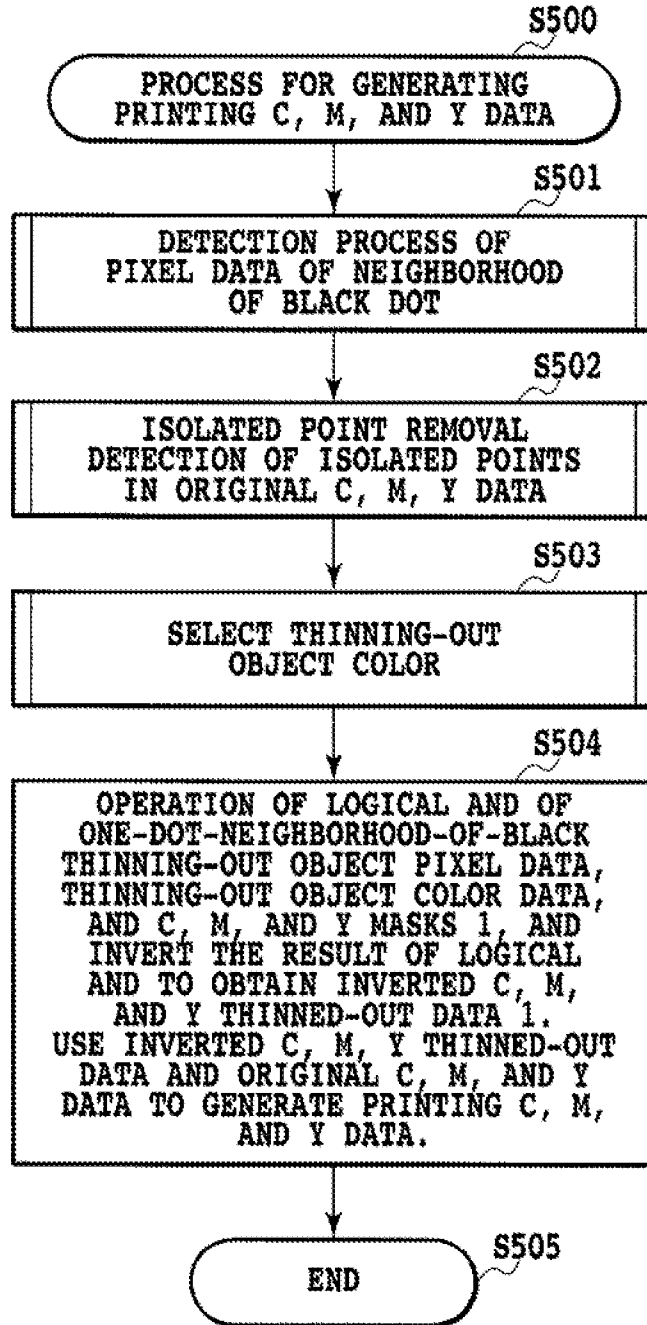 S500
PROCESS FOR GENERATING
PRINTING C, M, AND Y DATA
S501
DETECTION PROCESS OF
PIXEL DATA OF NEIGHBORHOOD
OF BLACK DOT
S502
ISOLATED POINT REMOVAL
DETECTION OF ISOLATED POINTS
IN ORIGINAL C, M, Y DATA
S503
SELECT THINNING-OUT
OBJECT COLOR
S504
OPERATION OF LOGICAL AND OF
ONE-DOT-NEIGHBORHOOD-OF-BLACK
THINNING-OUT OBJECT PIXEL DATA,
THINNING-OUT OBJECT COLOR DATA,
AND C, M, AND Y MASKS 1, AND
INVERT THE RESULT OF LOGICAL
AND TO OBTAIN INVERTED C, M,
AND Y THINNED-OUT DATA 1.
USE INVERTED C, M, Y THINNED-OUT
DATA AND ORIGINAL C, M, AND Y
DATA TO GENERATE PRINTING C, M,
AND Y DATA.
S505
END